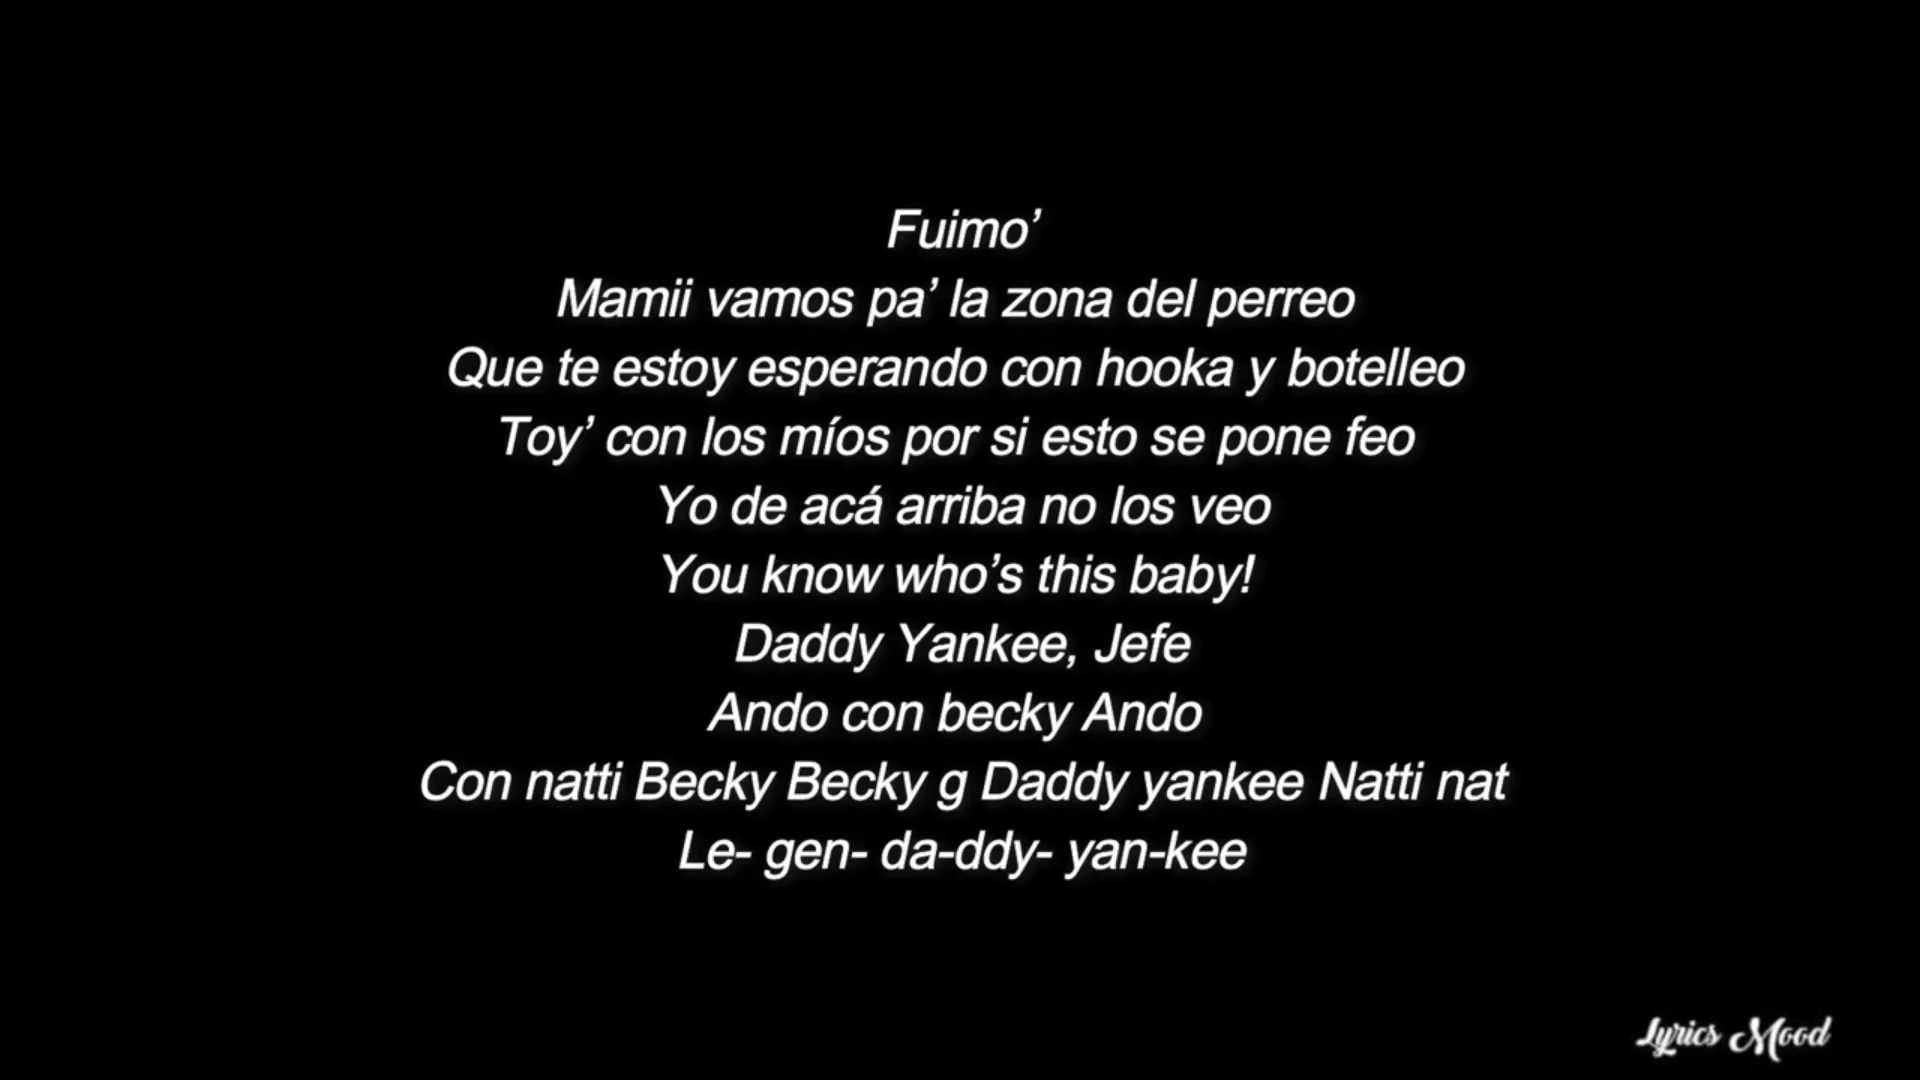 Fuimo’
Mamii vamos pa’ la zona del perreo
Que te estoy esperando con hooka y botelleo
Toy’ con los míos por si esto se pone feo
Yo de acá arriba no los veo
You know who’s this baby!
Daddy Yankee, Jefe
Ando con becky Ando
Con natti Becky Becky g Daddy yankee Natti nat
Le- gen- da-ddy- yan-kee
Lyrics Mood